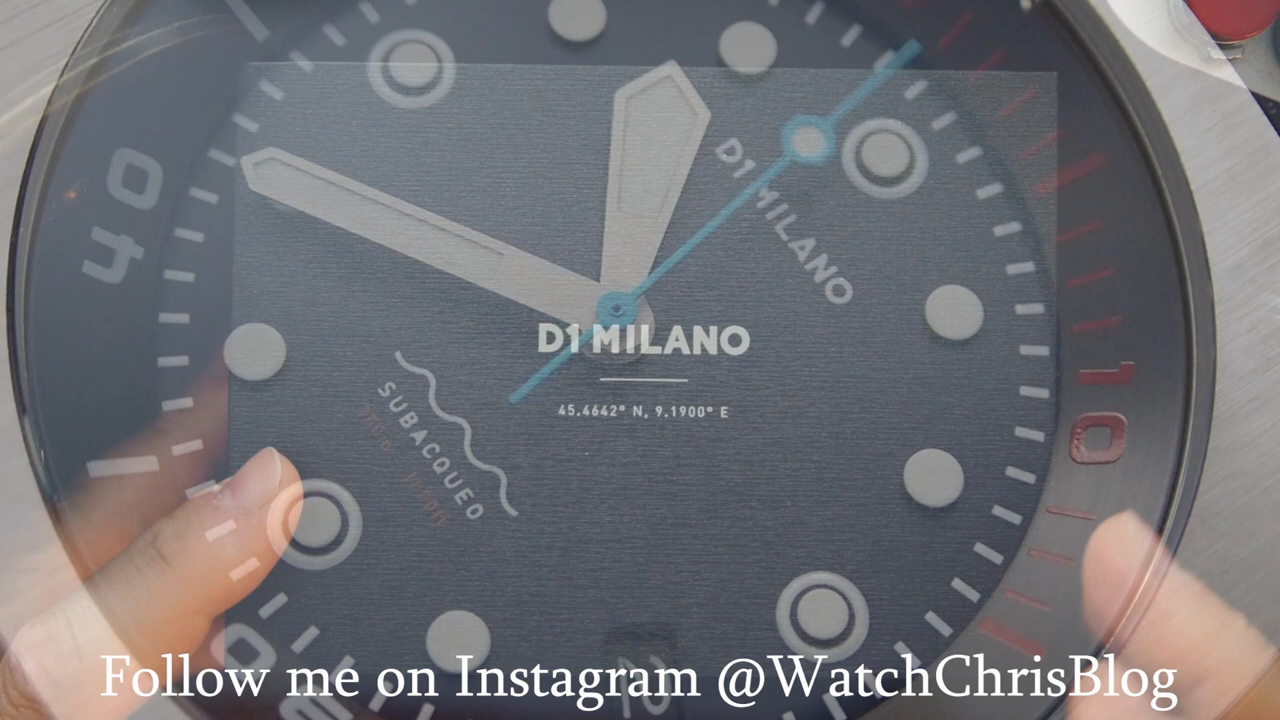 40
D1 MILANO
D1 MILANO
45.4642° N, 9.1900° E
SUBACQUEO
10
Follow me on Instagram @WatchChrisBlog